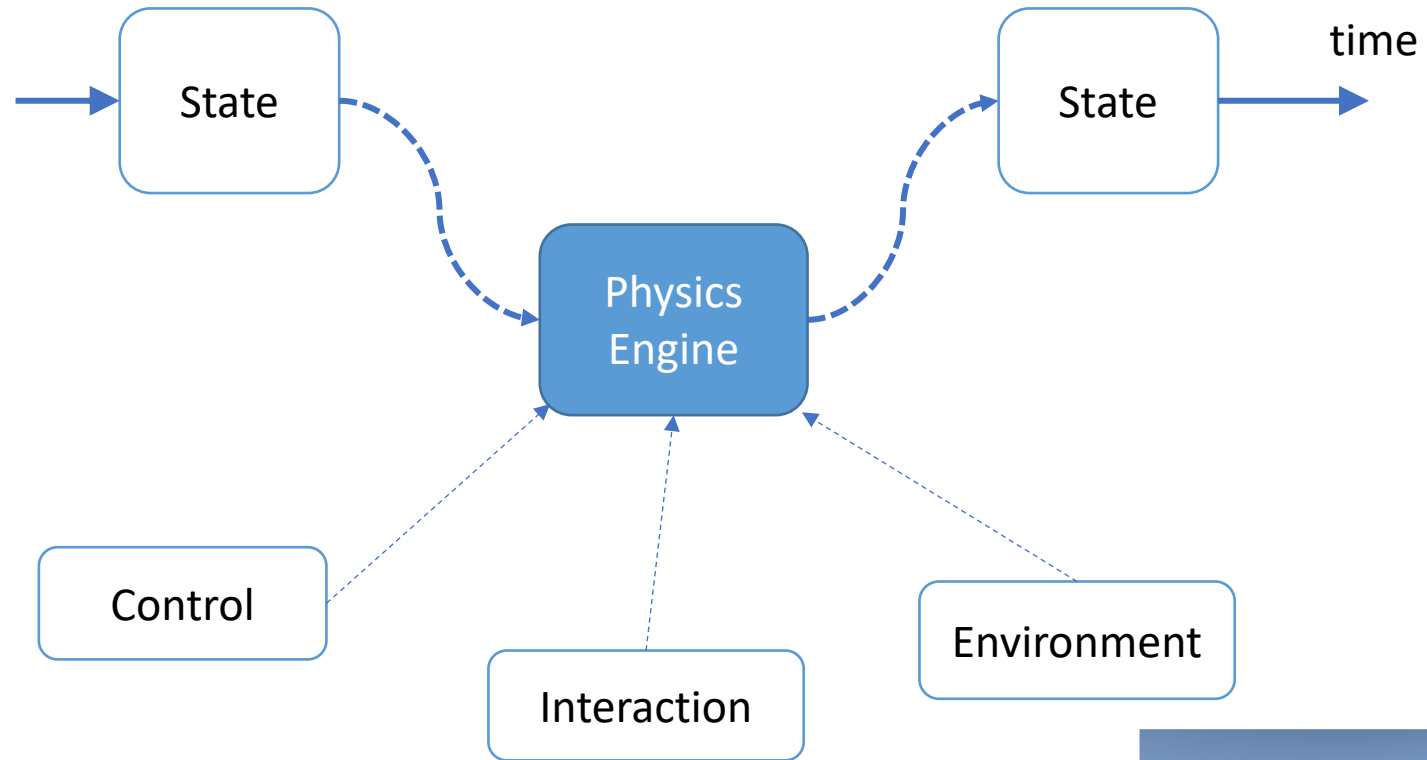 time
State
State
Physics
Engine
Control
Environment
Interaction